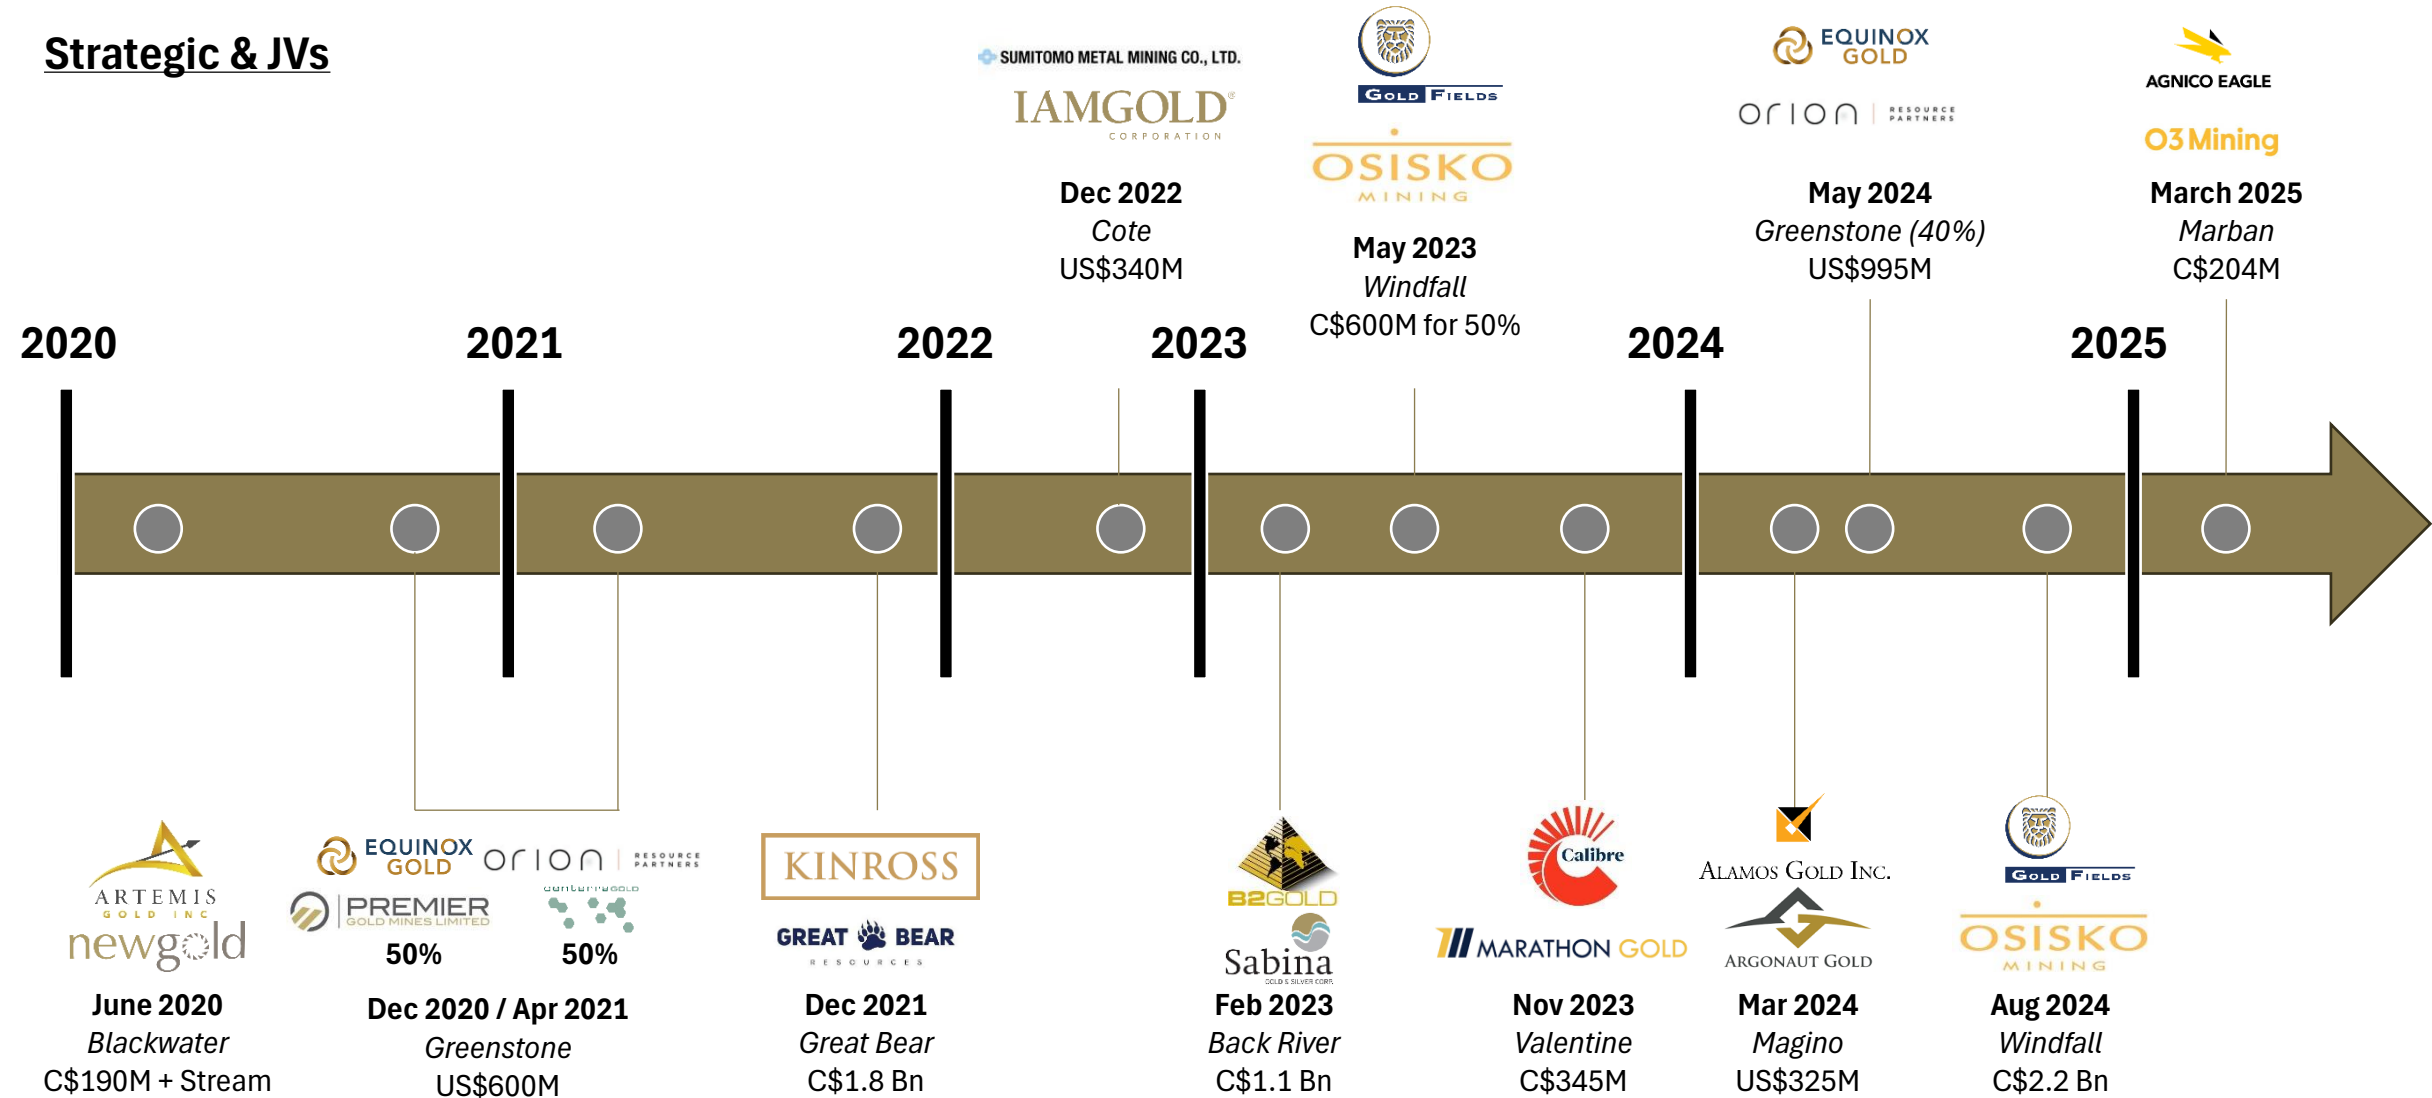 Strategic & JVs
SUMITOMO METAL MINING CO., LTD.
IAMGOLD®
CORPORATION
Dec 2022
Cote
US$340M
GOLD FIELDS
OSISKO
MINING
May 2023
Windfall
C$600M for 50%
EQUINOX
GOLD
orion | RESOURCE
PARTNERS
May 2024
Greenstone (40%)
US$995M
AGNICO EAGLE
O3 Mining
March 2025
Marban
C$204M
2020
2021
2022
2023
2024
2025
ARTEMIS
GOLD INC
newgold
June 2020
Blackwater
C$190M + Stream
EQUINOX
GOLD
orion | RESOURCE
PARTNERS
PREMIER
GOLD MINES LIMITED
50%
50%
Dec 2020 / Apr 2021
Greenstone
US$600M
KINROSS
GREAT BEAR
RESOURCES
Dec 2021
Great Bear
C$1.8 Bn
B2GOLD
Sabina
GOLD & SILVER CORP.
Feb 2023
Back River
C$1.1 Bn
Calibre
MARATHON GOLD
Nov 2023
Valentine
C$345M
ALAMOS GOLD INC.
ARGONAUT GOLD
Mar 2024
Magino
US$325M
GOLD FIELDS
OSISKO
MINING
Aug 2024
Windfall
C$2.2 Bn